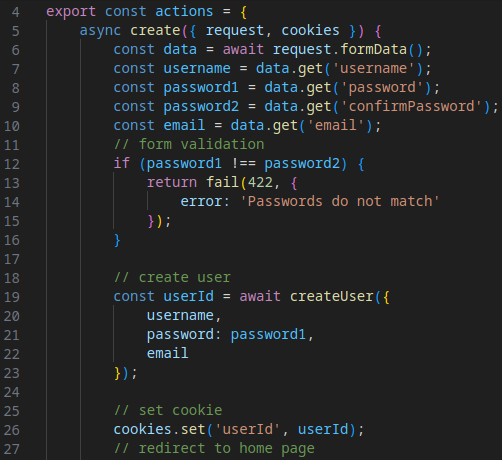 4 export const actions = {
5 async create({ request, cookies }) {
6 const data = await request.formData();
7 const username = data.get('username');
8 const password1 = data.get('password');
9 const password2 = data.get('confirmPassword');
10 const email = data.get('email');
11 // form validation
12 if (password1 !== password2) {
13 return fail(422, {
14 error: 'Passwords do not match'
15 });
16 }
17
18 // create user
19 const userId = await createUser({
20 username,
21 password: password1,
22 email
23 });
24
25 // set cookie
26 cookies.set('userId', userId);
27 // redirect to home page